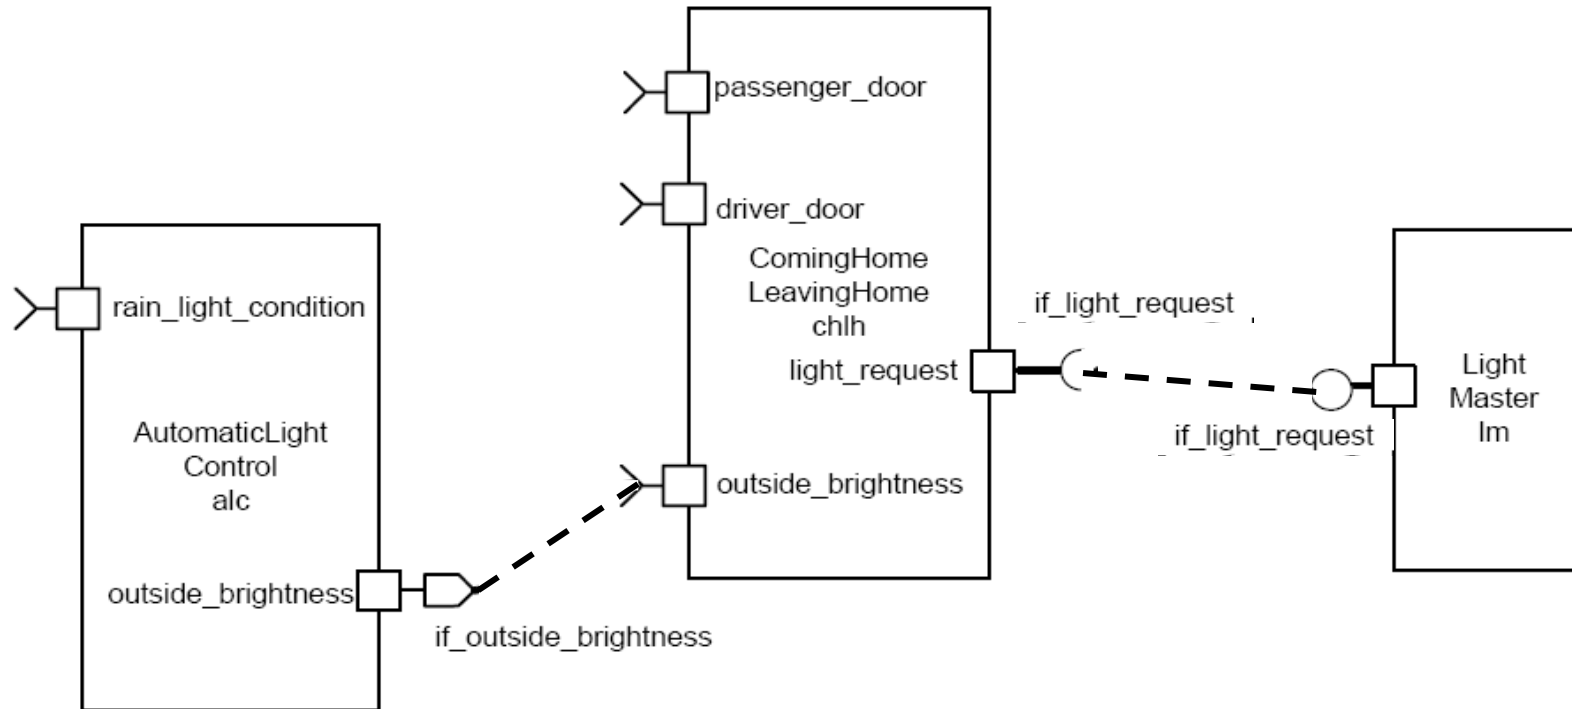 passenger_door
driver_door
ComingHome
LeavingHome
chlh
light_request
outside_brightness
rain_light_condition
AutomaticLight
Control
alc
outside_brightness
if_outside_brightness
if_light_request
if_light_request
Light
Master
lm